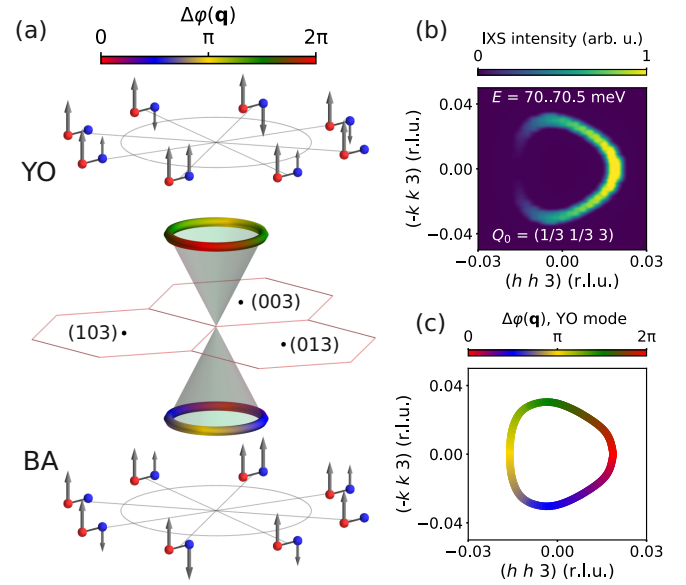 (a)
Δφ(q)
0 π 2π
YO
(003)
(103)
(013)
BA
(b)
IXS intensity (arb. u.)
0 1
E = 70..70.5 meV
Q₀ = (1/3 1/3 3)
0.04
0.00
−0.04
(-k k 3) (r.l.u.)
−0.03 0.00 0.03
(h h 3) (r.l.u.)
(c)
Δφ(q), YO mode
0 π 2π
0.04
0.00
−0.04
(-k k 3) (r.l.u.)
−0.03 0.00 0.03
(h h 3) (r.l.u.)